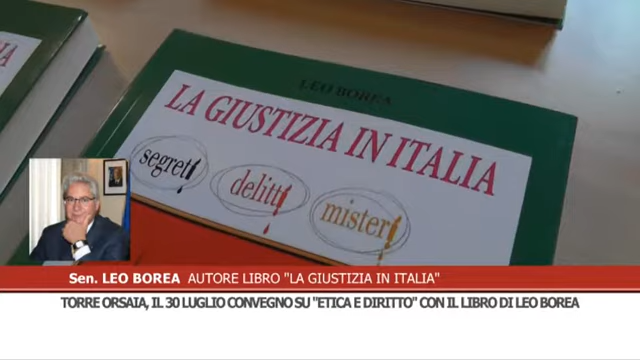 LEO BOREA
LA GIUSTIZIA IN ITALIA
segreti
delitti
misteri
Sen. LEO BOREA AUTORE LIBRO "LA GIUSTIZIA IN ITALIA"
TORRE ORSAIA, IL 30 LUGLIO CONVEGNO SU "ETICA E DIRITTO" CON IL LIBRO DI LEO BOREA